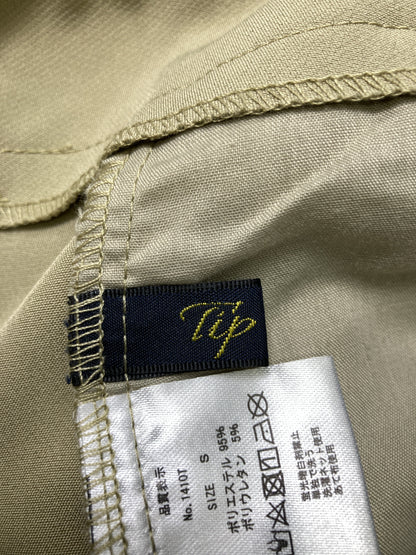 Tip
品質表示
No. 1410T
SIZE S
ポリエステル 95%
ポリウレタン 5%
蛍光増白剤禁止
単独で洗う
洗濯ネット使用
あて布使用